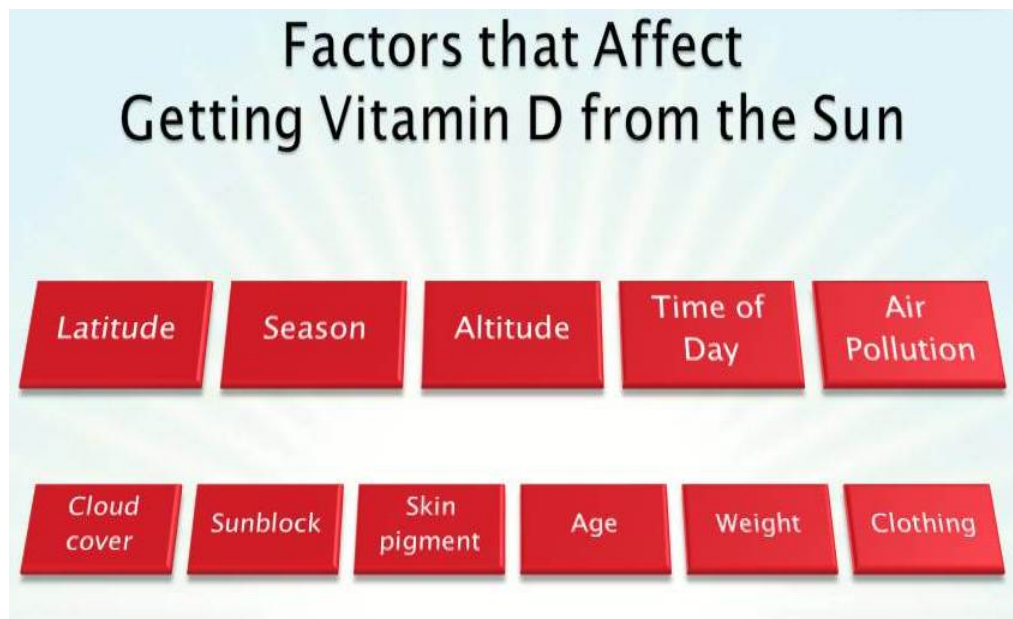 Factors that Affect
Getting Vitamin D from the Sun
Latitude
Season
Altitude
Time of
Day
Air
Pollution
Cloud
cover
Sunblock
Skin
pigment
Age
Weight
Clothing